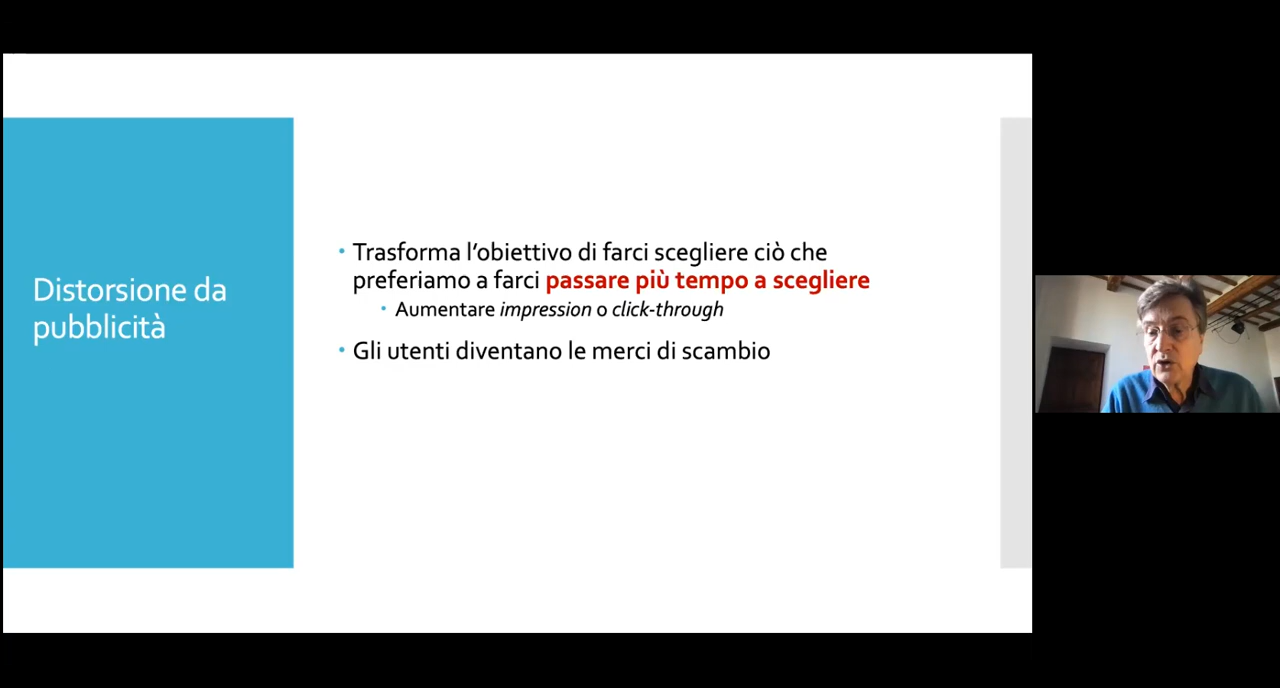 Distorsione da
pubblicità
• Trasforma l’obiettivo di farci scegliere ciò che
preferiamo a farci passare più tempo a scegliere
• Aumentare impression o click-through
• Gli utenti diventano le merci di scambio